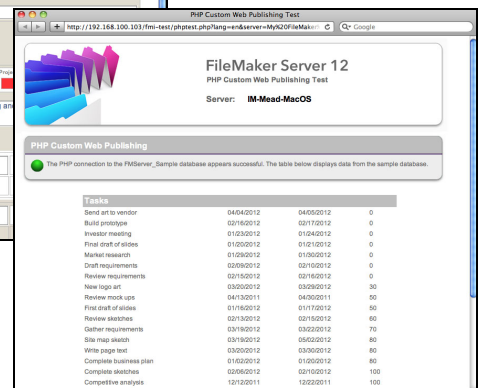 PHP Custom Web Publishing Test
http://192.168.100.103/fmi-test/phptest.php?lang=en&server=My%20FileMaker
Google
FileMaker Server 12
PHP Custom Web Publishing Test
Server: IM-Mead-MacOS
PHP Custom Web Publishing
The PHP connection to the FMServer_Sample database appears successful. The table below displays data from the sample database.
Tasks
Send art to vendor 04/04/2012 04/05/2012 0
Build prototype 02/16/2012 02/17/2012 0
Investor meeting 01/23/2012 01/24/2012 0
Final draft of slides 01/20/2012 01/21/2012 0
Market research 01/29/2012 01/30/2012 0
Draft requirements 02/09/2012 02/10/2012 0
Review requirements 02/15/2012 02/16/2012 0
New logo art 03/20/2012 03/29/2012 30
Review mock ups 04/13/2011 04/30/2011 50
First draft of slides 01/16/2012 01/17/2012 50
Review sketches 02/13/2012 02/15/2012 60
Gather requirements 03/19/2012 03/22/2012 70
Site map sketch 03/19/2012 05/02/2012 80
Write page text 03/20/2012 03/30/2012 80
Complete business plan 01/02/2012 01/20/2012 80
Complete sketches 02/06/2012 02/10/2012 100
Competitive analysis 12/12/2011 12/22/2011 100